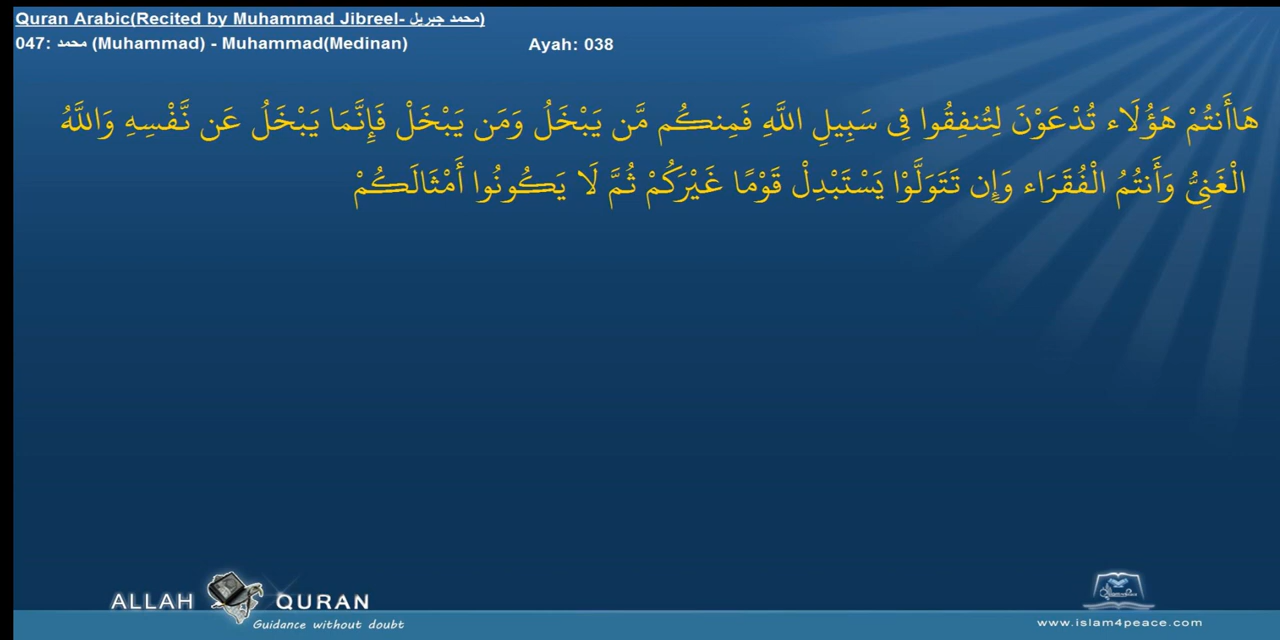 Quran Arabic(Recited by Muhammad Jibreel- محمد جبريل)
047: محمد (Muhammad) - Muhammad(Medinan) Ayah: 038
هَاأَنتُمْ هَؤُلَاء تُدْعَوْنَ لِتُنفِقُوا فِي سَبِيلِ اللَّهِ فَمِنكُم مَّن يَبْخَلُ وَمَن يَبْخَلْ فَإِنَّمَا يَبْخَلُ عَن نَّفْسِهِ وَاللَّهُ
الْغَنِيُّ وَأَنتُمُ الْفُقَرَاء وَإِن تَتَوَلَّوْا يَسْتَبْدِلْ قَوْمًا غَيْرَكُمْ ثُمَّ لَا يَكُونُوا أَمْثَالَكُمْ
ALLAH QURAN
Guidance without doubt
www.islam4peace.com